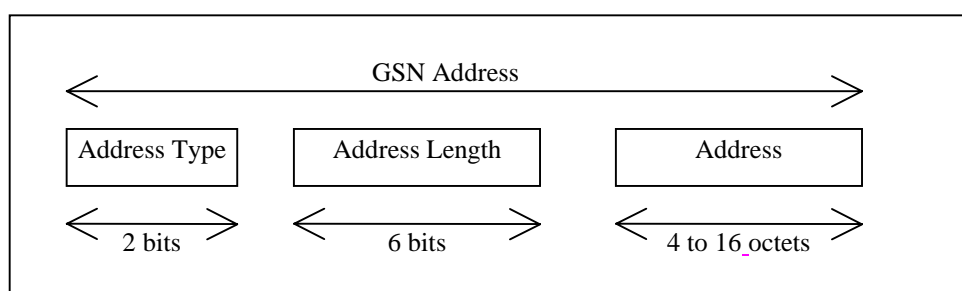 GSN Address
Address Type Address Length Address
2 bits 6 bits 4 to 16 octets